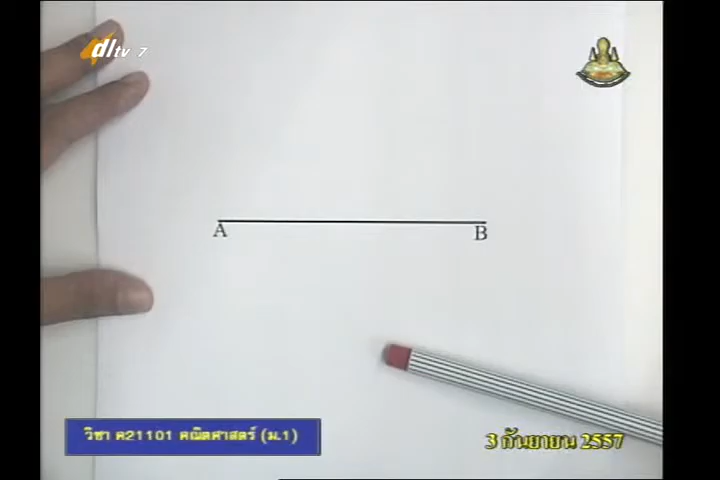 dltv 7
A
B
วิชา ค21101 คณิตศาสตร์ (ม.1)
3 กันยายน 2557